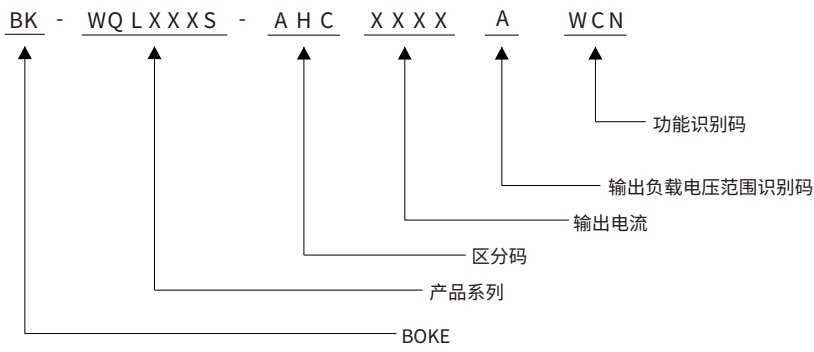 BK - WQLXXXS - AHC XXXX A WCN
功能识别码
输出负载电压范围识别码
输出电流
区分码
产品系列
BOKE